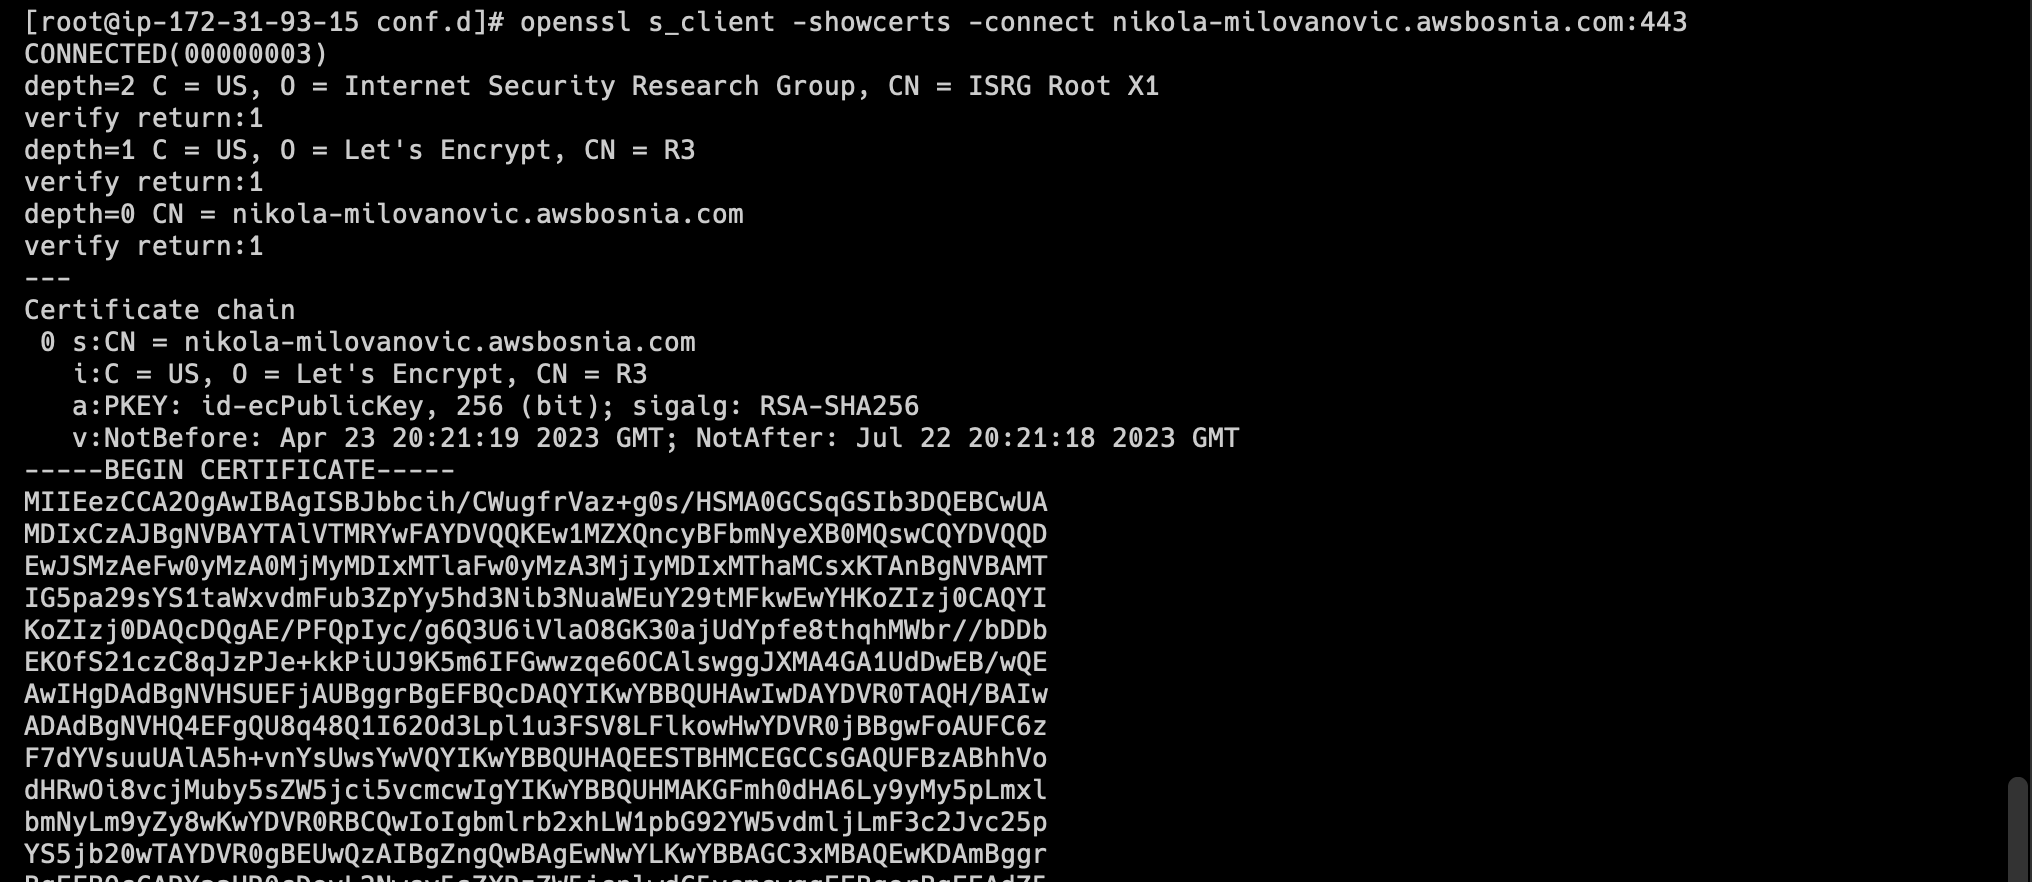 [root@ip-172-31-93-15 conf.d]# openssl s_client -showcerts -connect nikola-milovanovic.awsbosnia.com:443
CONNECTED(00000003)
depth=2 C = US, O = Internet Security Research Group, CN = ISRG Root X1
verify return:1
depth=1 C = US, O = Let's Encrypt, CN = R3
verify return:1
depth=0 CN = nikola-milovanovic.awsbosnia.com
verify return:1
---
Certificate chain
 0 s:CN = nikola-milovanovic.awsbosnia.com
   i:C = US, O = Let's Encrypt, CN = R3
   a:PKEY: id-ecPublicKey, 256 (bit); sigalg: RSA-SHA256
   v:NotBefore: Apr 23 20:21:19 2023 GMT; NotAfter: Jul 22 20:21:18 2023 GMT
-----BEGIN CERTIFICATE-----
MIIEezCCA2OgAwIBAgISBJbbcih/CWugfrVaz+g0s/HSMA0GCSqGSIb3DQEBCwUA
MDIxCzAJBgNVBAYTAlVTMRYwFAYDVQQKEw1MZXQncyBFbmNyeXB0MQswCQYDVQQD
EwJSMzAeFw0yMzA0MjMyMDIxMTlaFw0yMzA3MjIyMDIxMThaMCsxKTAnBgNVBAMT
IG5pa29sYS1taWxvdmFub3ZpYy5hd3Nib3NuaWEuY29tMFkwEwYHKoZIzj0CAQYI
KoZIzj0DAQcDQgAE/PFQpIyc/g6Q3U6iVlaO8GK30ajUdYpfe8thqhMWbr//bDDb
EKOfS21czC8qJzPJe+kkPiUJ9K5m6IFGwwzqe6OCAlswggJXMA4GA1UdDwEB/wQE
AwIHgDAdBgNVHSUEFjAUBggrBgEFBQcDAQYIKwYBBQUHAwIwDAYDVR0TAQH/BAIw
ADAdBgNVHQ4EFgQU8q48Q1I62Od3Lpl1u3FSV8LFlkowHwYDVR0jBBgwFoAUFC6z
F7dYVsuuUAlA5h+vnYsUwsYwVQYIKwYBBQUHAQEESTBHMCEGCCsGAQUFBzABhhVo
dHRwOi8vcjMuby5sZW5jci5vcmcwIgYIKwYBBQUHMAKGFmh0dHA6Ly9yMy5pLmxl
bmNyLm9yZy8wKwYDVR0RBCQwIoIgbmlrb2xhLW1pbG92YW5vdmljLmF3c2Jvc25p
YS5jb20wTAYDVR0gBEUwQzAIBgZngQwBAgEwNwYLKwYBBAGC3xMBAQEwKDAmBggr